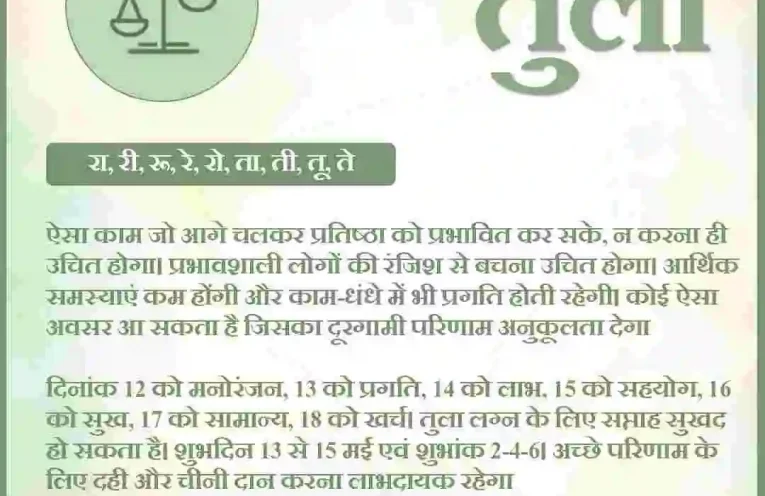 तुला
रा, री, रू, रे, रो, ता, ती, तू, ते
ऐसा काम जो आगे चलकर प्रतिष्ठा को प्रभावित कर सके, न करना ही
उचित होगा। प्रभावशाली लोगों की रंजिश से बचना उचित होगा। आर्थिक
समस्याएं कम होंगी और काम-धंधे में भी प्रगति होती रहेगी। कोई ऐसा
अवसर आ सकता है जिसका दूरगामी परिणाम अनुकूलता देगा
दिनांक 12 को मनोरंजन, 13 को प्रगति, 14 को लाभ, 15 को सहयोग, 16
को सुख, 17 को सामान्य, 18 को खर्च। तुला लग्न के लिए सप्ताह सुखद
हो सकता है। शुभदिन 13 से 15 मई एवं शुभांक 2-4-6। अच्छे परिणाम के
लिए दही और चीनी दान करना लाभदायक रहेगा